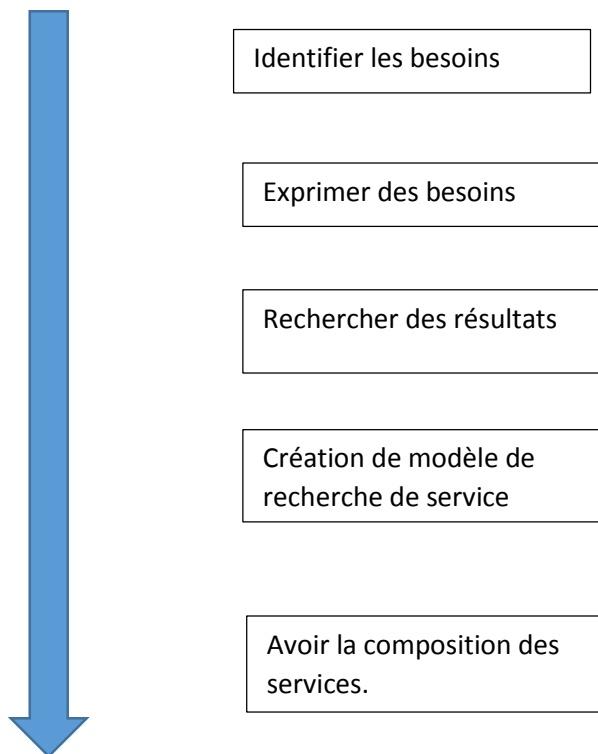 Identifier les besoins
Exprimer des besoins
Rechercher des résultats
Création de modèle de
recherche de service
Avoir la composition des
services.